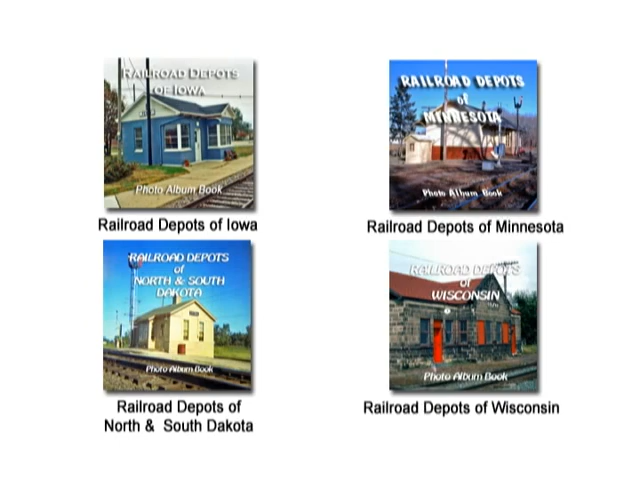 RAILROAD DEPOTS
OF IOWA
Photo Album Book
Railroad Depots of Iowa
RAILROAD DEPOTS
of
MINNESOTA
Photo Album Book
Railroad Depots of Minnesota
RAILROAD DEPOTS
of
NORTH & SOUTH
DAKOTA
Photo Album Book
Railroad Depots of
North & South Dakota
RAILROAD DEPOTS
of
WISCONSIN
Photo Album Book
Railroad Depots of Wisconsin